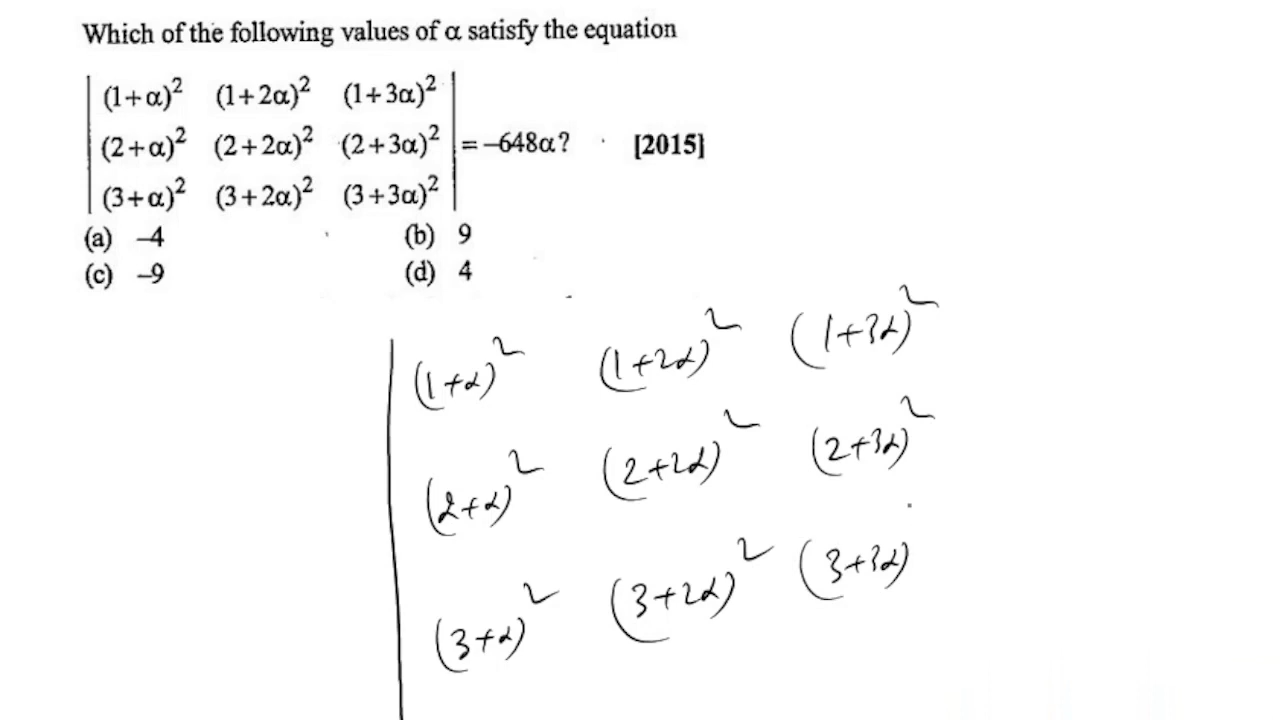 Which of the following values of α satisfy the equation
| (1+α)² (1+2α)² (1+3α)² |
| (2+α)² (2+2α)² (2+3α)² | = –648α? [2015]
| (3+α)² (3+2α)² (3+3α)² |
(a) –4 (b) 9
(c) –9 (d) 4
| (1+α)² (1+2α)² (1+3α)²
| (2+α)² (2+2α)² (2+3α)²
| (3+α)² (3+2α)² (3+3α)